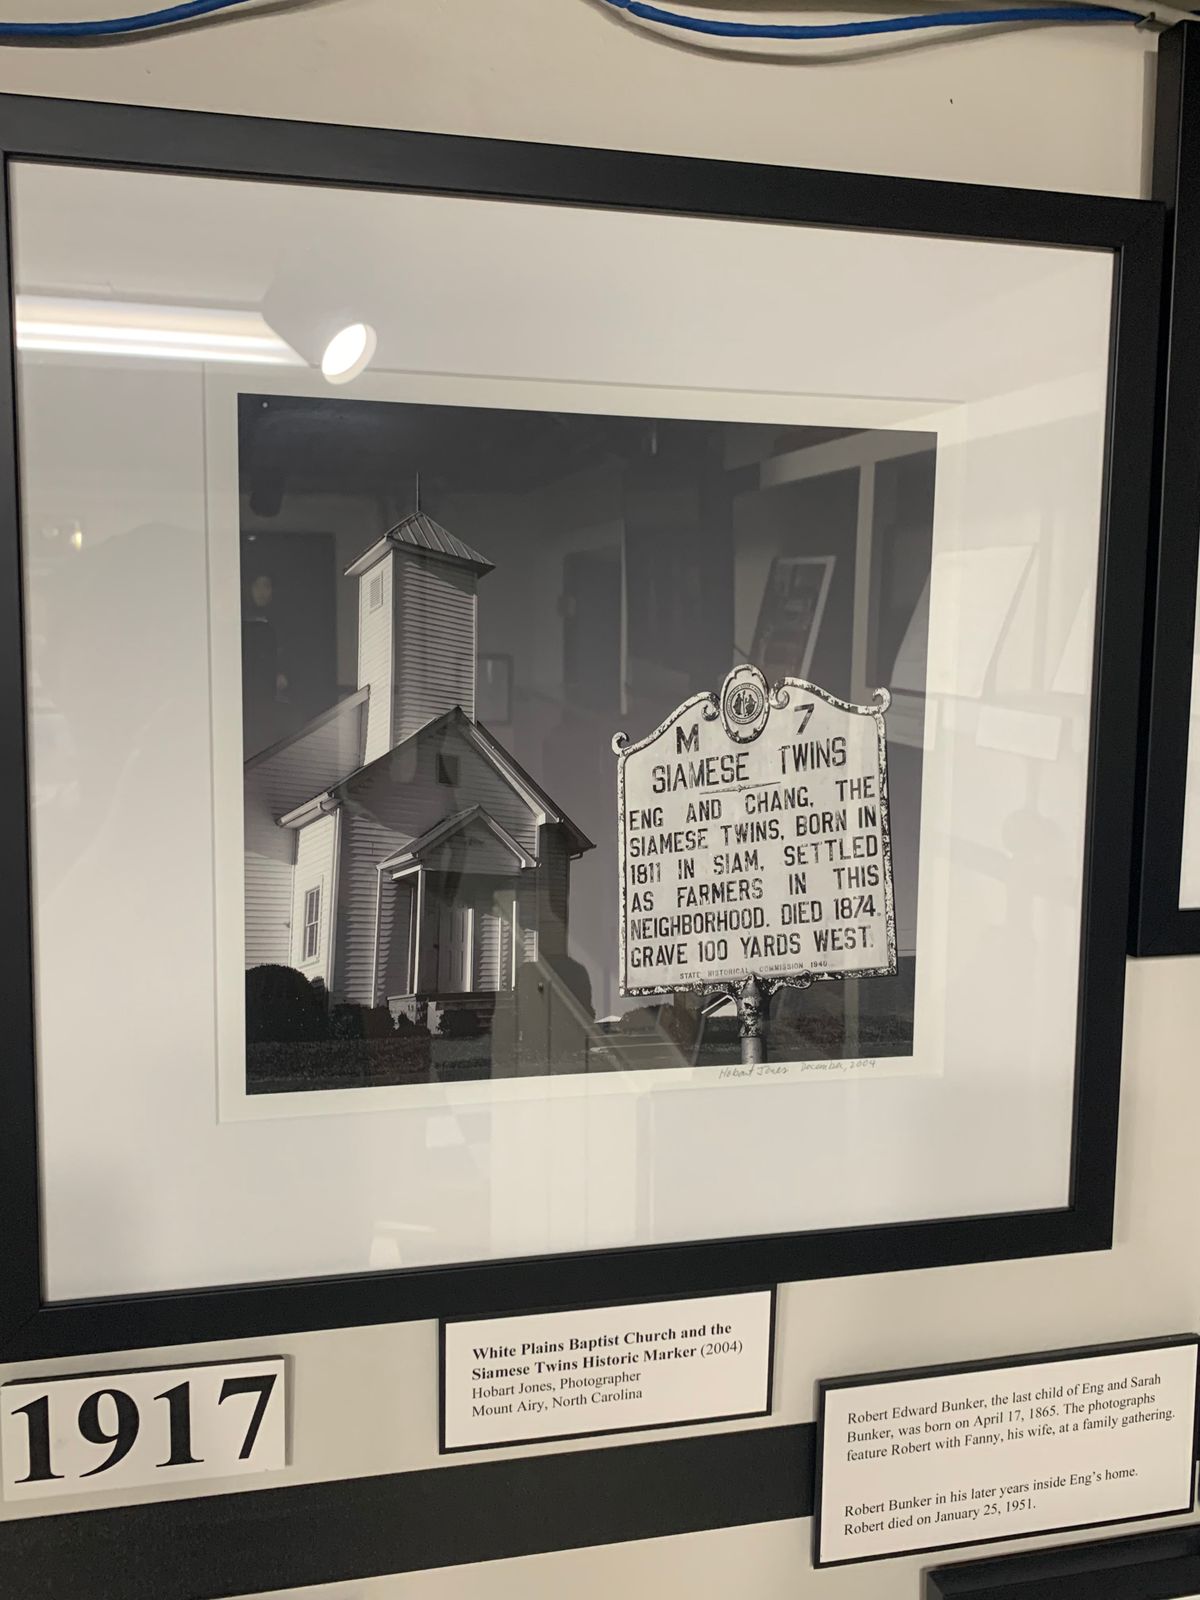 M 7
SIAMESE TWINS
ENG AND CHANG, THE
SIAMESE TWINS, BORN IN
1811 IN SIAM, SETTLED
AS FARMERS IN THIS
NEIGHBORHOOD. DIED 1874.
GRAVE 100 YARDS WEST.
STATE HISTORICAL COMMISSION 1940
Hobart Jones December, 2004
White Plains Baptist Church and the
Siamese Twins Historic Marker (2004)
Hobart Jones, Photographer
Mount Airy, North Carolina
1917
Robert Edward Bunker, the last child of Eng and Sarah
Bunker, was born on April 17, 1865. The photographs
feature Robert with Fanny, his wife, at a family gathering.
Robert Bunker in his later years inside Eng's home.
Robert died on January 25, 1951.